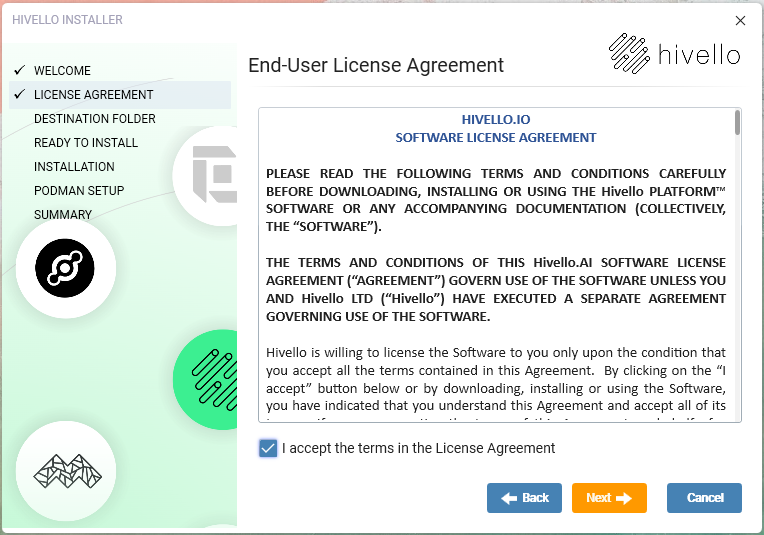 HIVELLO INSTALLER
hivello
WELCOME
LICENSE AGREEMENT
DESTINATION FOLDER
READY TO INSTALL
INSTALLATION
PODMAN SETUP
SUMMARY
End-User License Agreement
HIVELLO.IO
SOFTWARE LICENSE AGREEMENT
PLEASE READ THE FOLLOWING TERMS AND CONDITIONS CAREFULLY
BEFORE DOWNLOADING, INSTALLING OR USING THE Hivello PLATFORM™
SOFTWARE OR ANY ACCOMPANYING DOCUMENTATION (COLLECTIVELY,
THE “SOFTWARE”).
THE TERMS AND CONDITIONS OF THIS Hivello.AI SOFTWARE LICENSE
AGREEMENT (“AGREEMENT”) GOVERN USE OF THE SOFTWARE UNLESS YOU
AND Hivello LTD (“Hivello”) HAVE EXECUTED A SEPARATE AGREEMENT
GOVERNING USE OF THE SOFTWARE.
Hivello is willing to license the Software to you only upon the condition that
you accept all the terms contained in this Agreement. By clicking on the “I
accept” button below or by downloading, installing or using the Software,
you have indicated that you understand this Agreement and accept all of its
I accept the terms in the License Agreement
Back
Next
Cancel